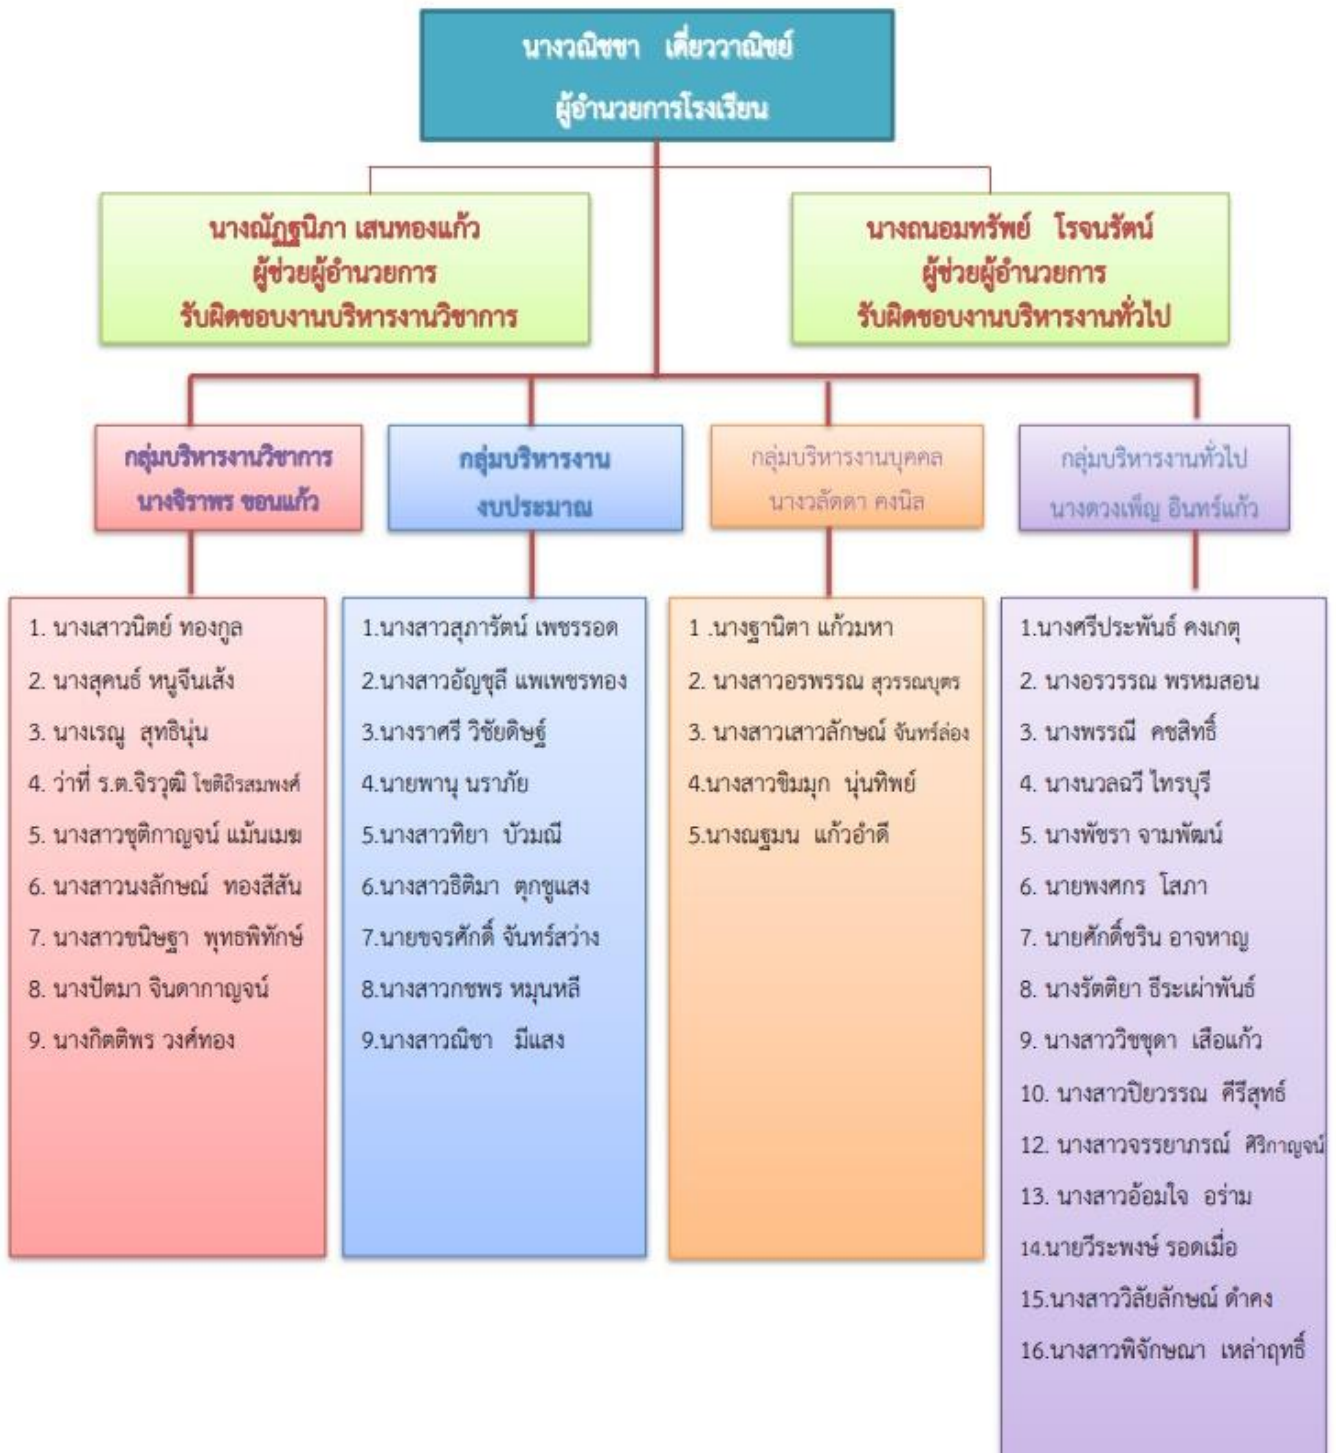 นางวณิชชา เดี่ยววาณิชย์
ผู้อำนวยการโรงเรียน
นางณัฏฐนิภา เสนทองแก้ว
ผู้ช่วยผู้อำนวยการ
รับผิดชอบงานบริหารงานวิชาการ
นางถนอมทรัพย์ โรจนรัตน์
ผู้ช่วยผู้อำนวยการ
รับผิดชอบงานบริหารงานทั่วไป
กลุ่มบริหารงานวิชาการ
นางจิราพร ขอนแก้ว
กลุ่มบริหารงาน
งบประมาณ
กลุ่มบริหารงานบุคคล
นางวลัดดา คงนิล
กลุ่มบริหารงานทั่วไป
นางดวงเพ็ญ อินทร์แก้ว
1. นางเสาวนิตย์ ทองกูล
2. นางสุคนธ์ หนูจีนเส้ง
3. นางเรณู สุทธินุ่น
4. ว่าที่ ร.ต.จิรวุฒิ โชติถิรสมพงศ์
5. นางสาวชุติกาญจน์ แม้นเมฆ
6. นางสาวนงลักษณ์ ทองสีสัน
7. นางสาวขนิษฐา พุทธพิทักษ์
8. นางปัตมา จินดากาญจน์
9. นางกิตติพร วงศ์ทอง
1.นางสาวสุภารัตน์ เพชรรอด
2.นางสาวอัญชุลี แพเพชรทอง
3.นางราศรี วิชัยดิษฐ์
4.นายพานุ นราภัย
5.นางสาวทิยา บัวมณี
6.นางสาวธิติมา ตุกชูแสง
7.นายขจรศักดิ์ จันทร์สว่าง
8.นางสาวกชพร หมุนหลี
9.นางสาวณิชา มีแสง
1 .นางฐานิตา แก้วมหา
2. นางสาวอรพรรณ สุวรรณบุตร
3. นางสาวเสาวลักษณ์ จันทร์ล่อง
4.นางสาวชิมมุก นุ่นทิพย์
5.นางณฐมน แก้วอำดี
1.นางศรีประพันธ์ คงเกตุ
2. นางอรวรรณ พรหมสอน
3. นางพรรณี คชสิทธิ์
4. นางนวลฉวี ไทรบุรี
5. นางพัชรา จามพัฒน์
6. นายพงศกร โสภา
7. นายศักดิ์ชริน อาจหาญ
8. นางรัตติยา ธีระเผ่าพันธ์
9. นางสาววิชชุดา เสือแก้ว
10. นางสาวปิยวรรณ คีรีสุทธ์
12. นางสาวจรรยาภรณ์ ศิริกาญจน์
13. นางสาวอ้อมใจ อร่าม
14.นายวีระพงษ์ รอดเมื่อ
15.นางสาววิลัยลักษณ์ ดำคง
16.นางสาวพิจักษณา เหล่าฤทธิ์